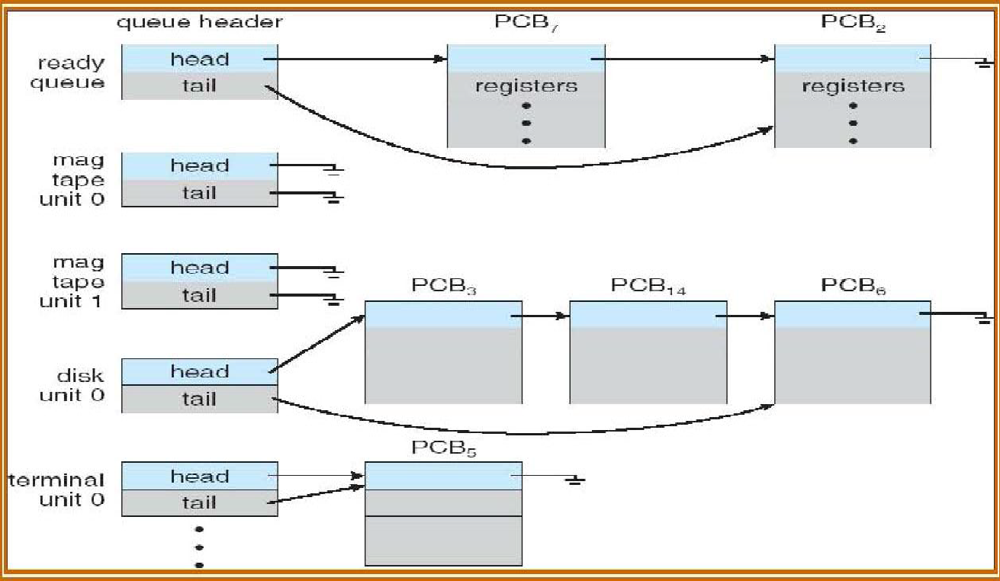 queue header
PCB7
PCB2
ready
queue
head
tail
registers
registers
mag
tape
unit 0
head
tail
mag
tape
unit 1
head
tail
PCB3
PCB14
PCB6
disk
unit 0
head
tail
PCB5
terminal
unit 0
head
tail